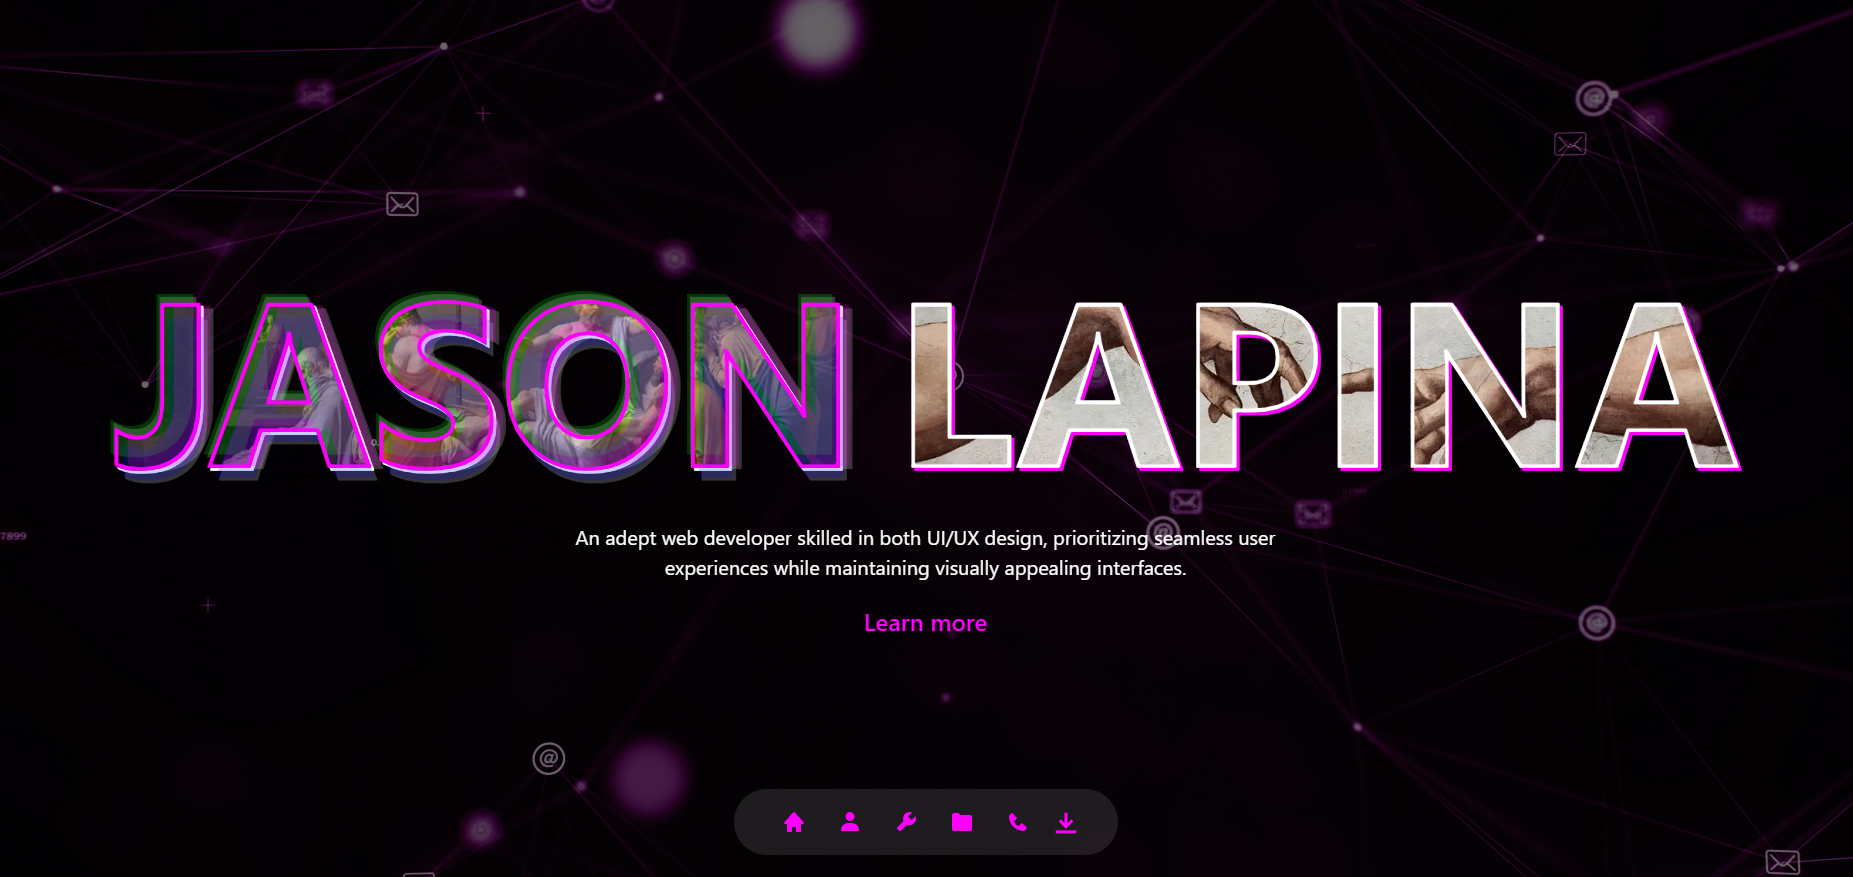 JASON LAPINA
An adept web developer skilled in both UI/UX design, prioritizing seamless user
experiences while maintaining visually appealing interfaces.
Learn more
7899